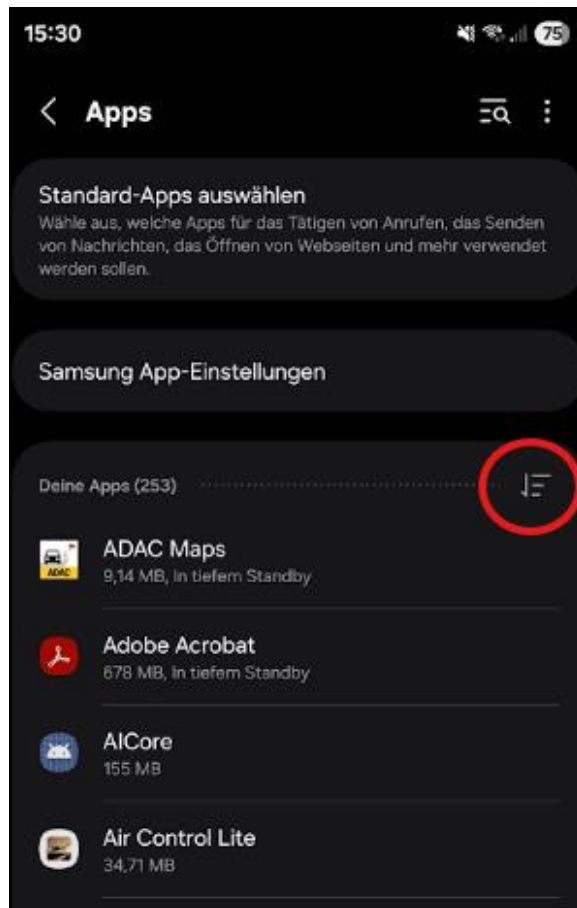 15:30
75
Apps
Standard-Apps auswählen
Wähle aus, welche Apps für das Tätigen von Anrufen, das Senden
von Nachrichten, das Öffnen von Webseiten und mehr verwendet
werden sollen.
Samsung App-Einstellungen
Deine Apps (253)
ADAC Maps
ADAC
9,14 MB, In tiefem Standby
Adobe Acrobat
678 MB, In tiefem Standby
AICore
155 MB
Air Control Lite
34,71 MB